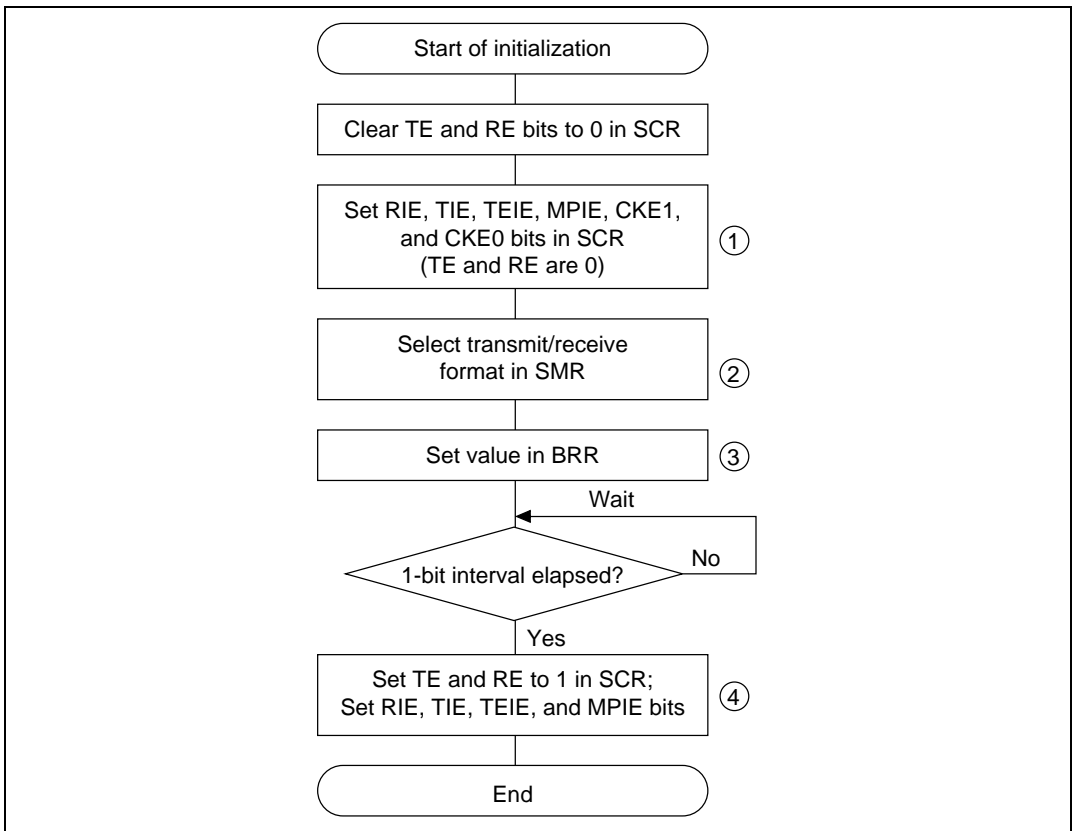 Start of initialization
Clear TE and RE bits to 0 in SCR
Set RIE, TIE, TEIE, MPIE, CKE1,
and CKE0 bits in SCR
(TE and RE are 0)
①
Select transmit/receive
format in SMR
②
Set value in BRR
③
Wait
1-bit interval elapsed?
No
Yes
Set TE and RE to 1 in SCR;
Set RIE, TIE, TEIE, and MPIE bits
④
End